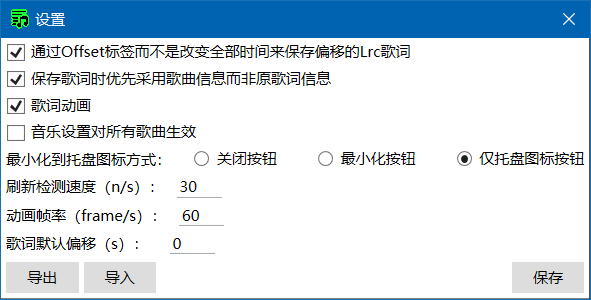 设置
通过Offset标签而不是改变全部时间来保存偏移的Lrc歌词
保存歌词时优先采用歌曲信息而非原歌词信息
歌词动画
音乐设置对所有歌曲生效
最小化到托盘图标方式： 关闭按钮 最小化按钮 仅托盘图标按钮
刷新检测速度（n/s）： 30
动画帧率（frame/s）： 60
歌词默认偏移（s）： 0
导出 导入 保存